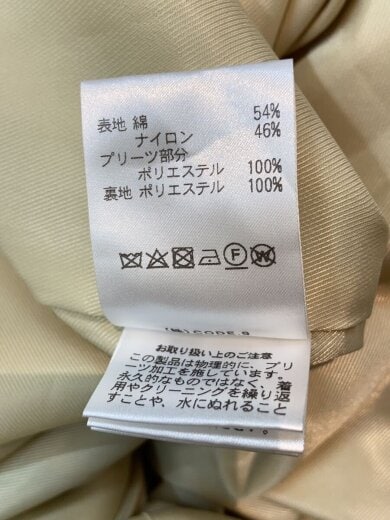 表地 綿 54%
ナイロン 46%
プリーツ部分
ポリエステル 100%
裏地 ポリエステル 100%
お取り扱い上のご注意
この製品は物理的に、プリ
ーツ加工を施しています。
永久的なものではなく、着
用やクリーニングを繰り返
すことや、水にぬれること